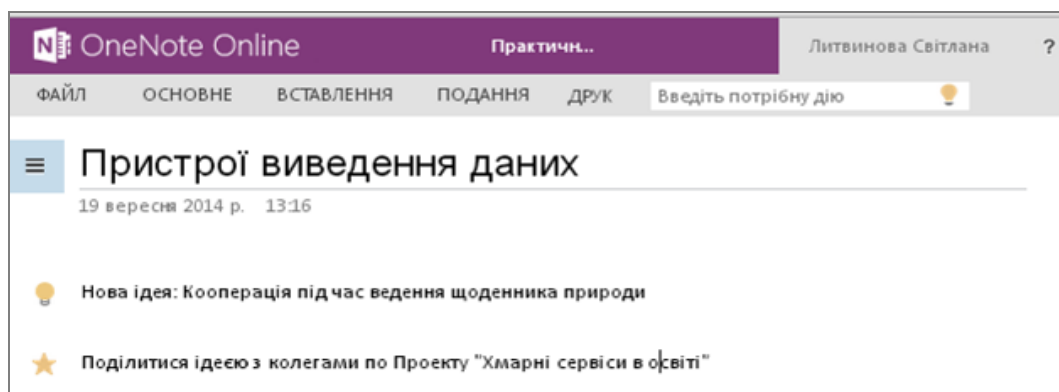 OneNote Online Практичн... Литвинова Світлана ?
ФАЙЛ ОСНОВНЕ ВСТАВЛЕННЯ ПОДАННЯ ДРУК Введіть потрібну дію
Пристрої виведення даних
19 вересня 2014 р. 13:16
Нова ідея: Кооперація під час ведення щоденника природи
Поділитися ідеєю з колегами по Проекту "Хмарні сервіси в освіті"